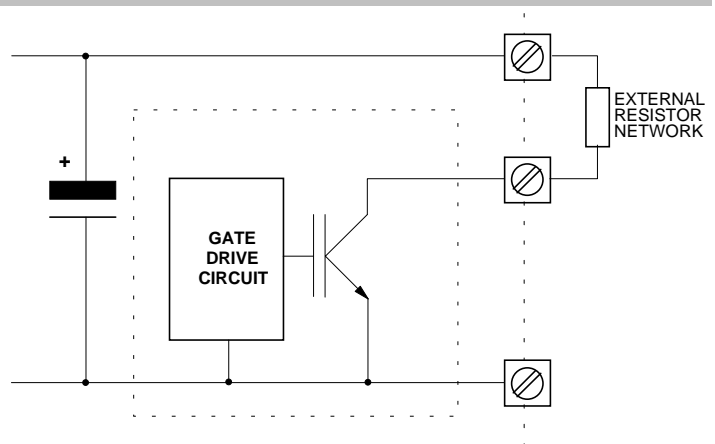 EXTERNAL
RESISTOR
NETWORK
+
GATE
DRIVE
CIRCUIT